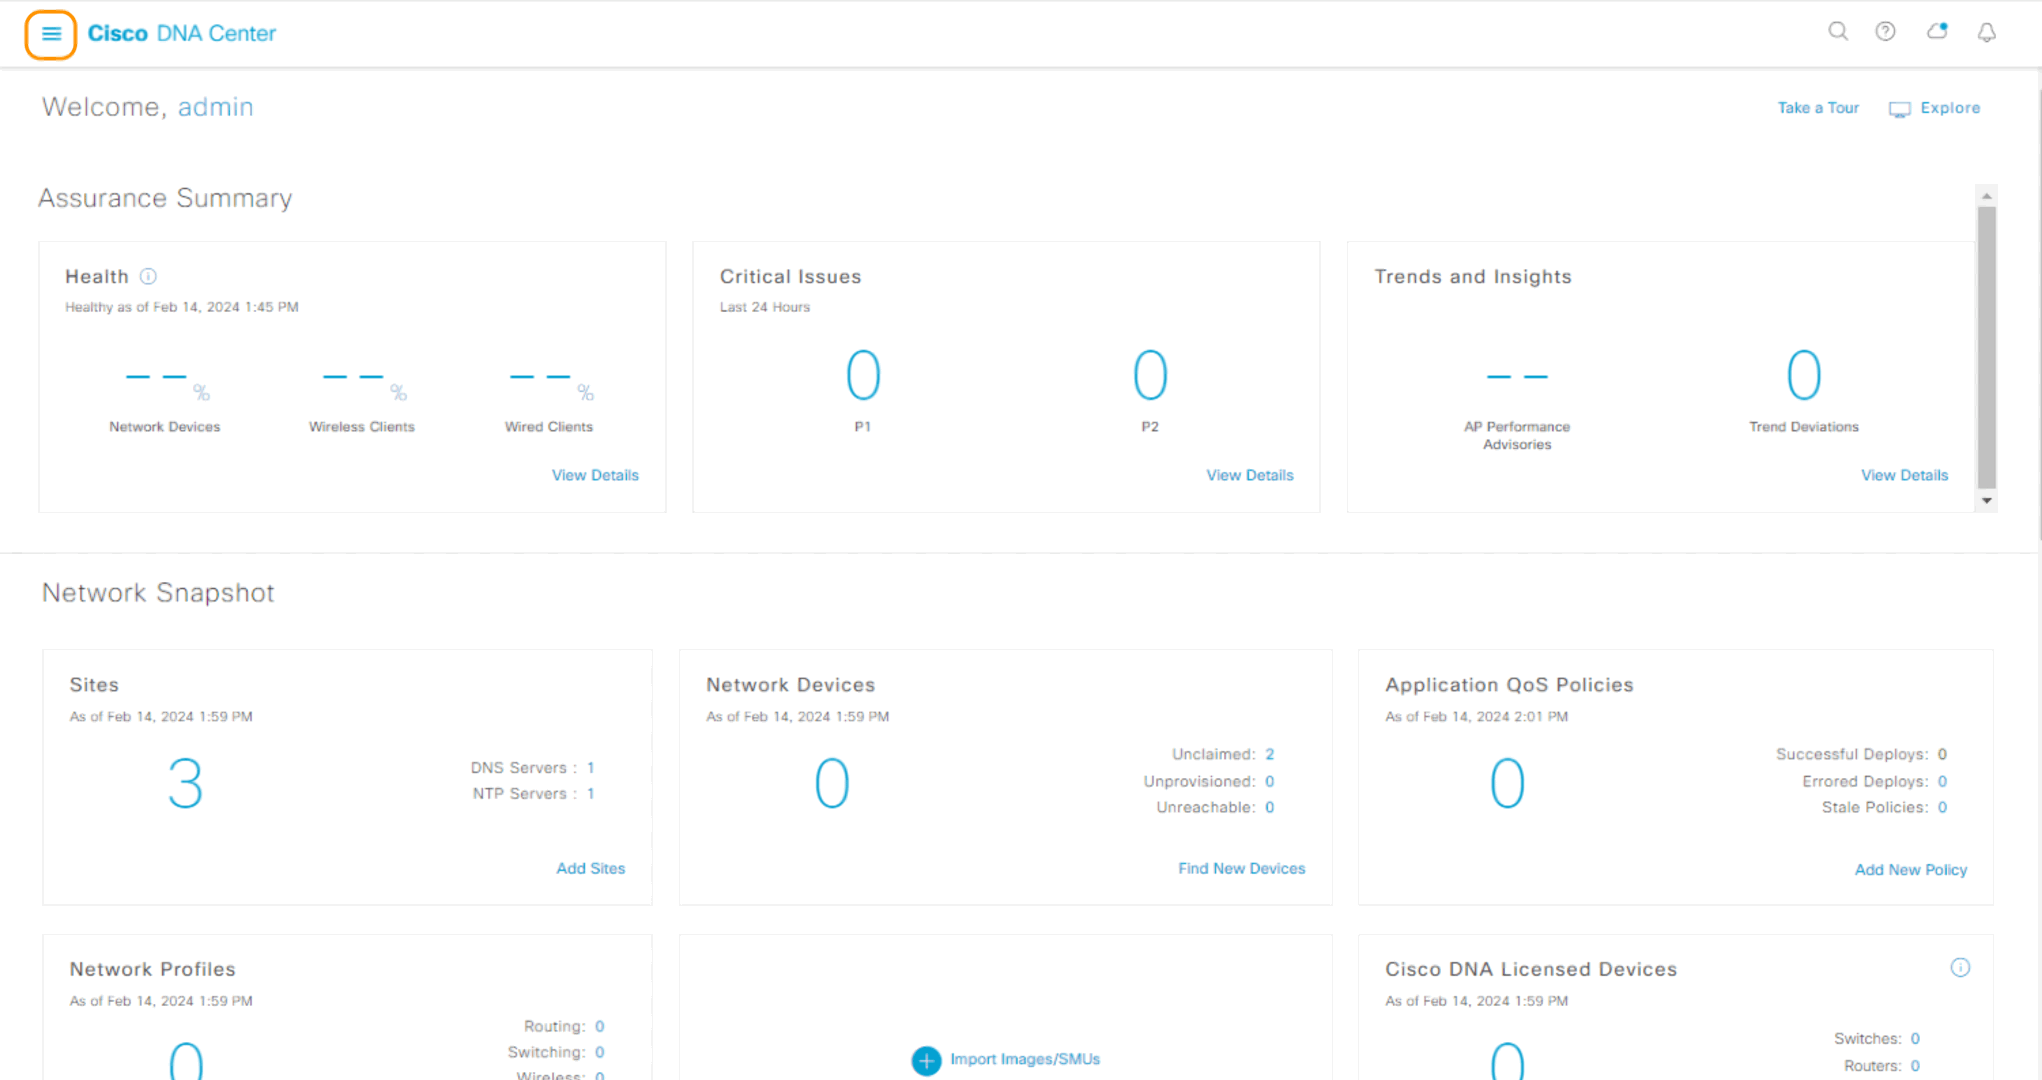 Cisco DNA Center
Welcome, admin
Take a Tour
Explore
Assurance Summary
Health
Healthy as of Feb 14, 2024 1:45 PM
-- %
Network Devices
-- %
Wireless Clients
-- %
Wired Clients
View Details
Critical Issues
Last 24 Hours
0
P1
0
P2
View Details
Trends and Insights
--
AP Performance
Advisories
0
Trend Deviations
View Details
Network Snapshot
Sites
As of Feb 14, 2024 1:59 PM
3
DNS Servers : 1
NTP Servers : 1
Add Sites
Network Devices
As of Feb 14, 2024 1:59 PM
0
Unclaimed: 2
Unprovisioned: 0
Unreachable: 0
Find New Devices
Application QoS Policies
As of Feb 14, 2024 2:01 PM
0
Successful Deploys: 0
Errored Deploys: 0
Stale Policies: 0
Add New Policy
Network Profiles
As of Feb 14, 2024 1:59 PM
0
Routing: 0
Switching: 0
Wireless: 0
Import Images/SMUs
Cisco DNA Licensed Devices
As of Feb 14, 2024 1:59 PM
0
Switches: 0
Routers: 0